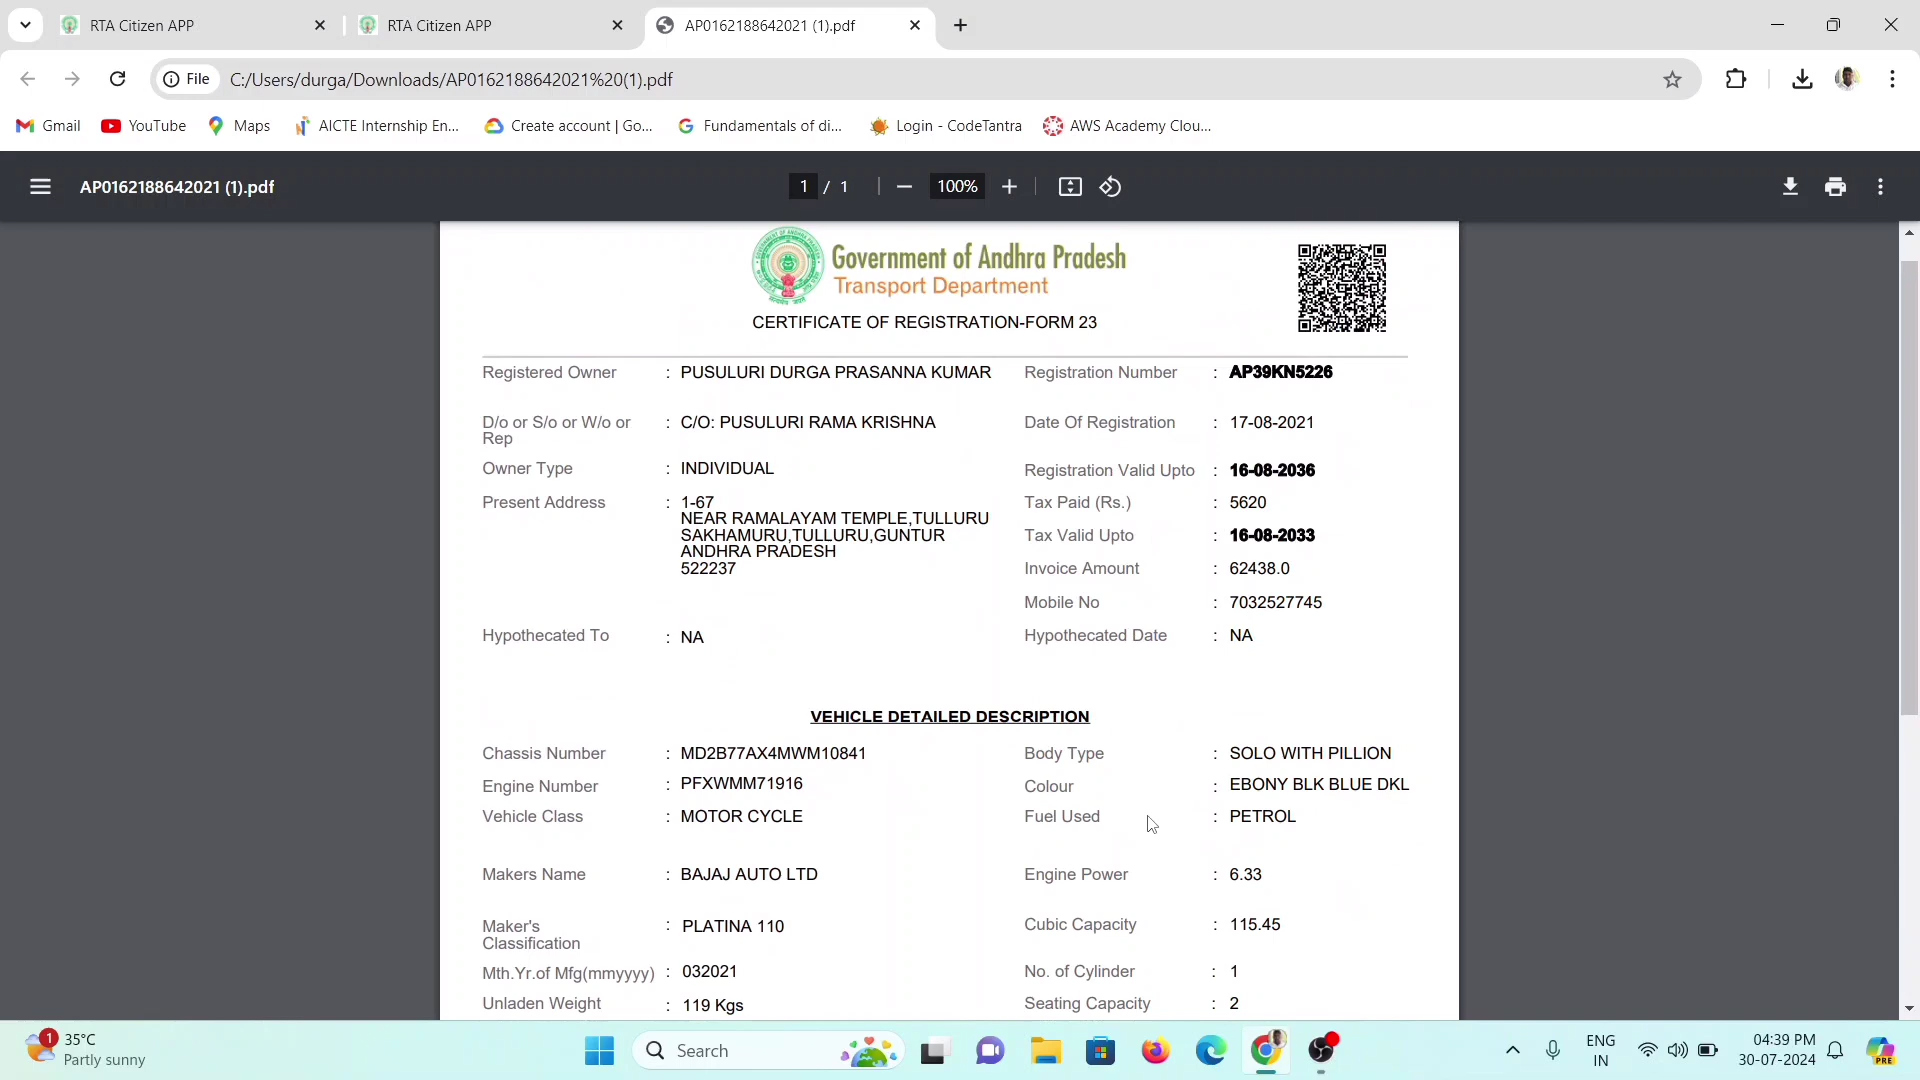 RTA Citizen APP
RTA Citizen APP
AP0162188642021 (1).pdf
File
C:/Users/durga/Downloads/AP0162188642021%20(1).pdf
Gmail
YouTube
Maps
AICTE Internship En...
Create account | Go...
Fundamentals of di...
Login - CodeTantra
AWS Academy Clou...
AP0162188642021 (1).pdf
1 / 1
100%
Government of Andhra Pradesh
Transport Department
CERTIFICATE OF REGISTRATION-FORM 23
Registered Owner : PUSULURI DURGA PRASANNA KUMAR Registration Number : AP39KN5226
D/o or S/o or W/o or Rep : C/O: PUSULURI RAMA KRISHNA Date Of Registration : 17-08-2021
Owner Type : INDIVIDUAL Registration Valid Upto : 16-08-2036
Present Address : 1-67 Tax Paid (Rs.) : 5620
NEAR RAMALAYAM TEMPLE,TULLURU
SAKHAMURU,TULLURU,GUNTUR Tax Valid Upto : 16-08-2033
ANDHRA PRADESH
522237 Invoice Amount : 62438.0
Mobile No : 7032527745
Hypothecated To : NA Hypothecated Date : NA
VEHICLE DETAILED DESCRIPTION
Chassis Number : MD2B77AX4MWM10841 Body Type : SOLO WITH PILLION
Engine Number : PFXWMM71916 Colour : EBONY BLK BLUE DKL
Vehicle Class : MOTOR CYCLE Fuel Used : PETROL
Makers Name : BAJAJ AUTO LTD Engine Power : 6.33
Maker's Classification : PLATINA 110 Cubic Capacity : 115.45
Mth.Yr.of Mfg(mmyyyy) : 032021 No. of Cylinder : 1
Unladen Weight : 119 Kgs Seating Capacity : 2
1
35°C
Partly sunny
Search
ENG
IN
04:39 PM
30-07-2024
PRE